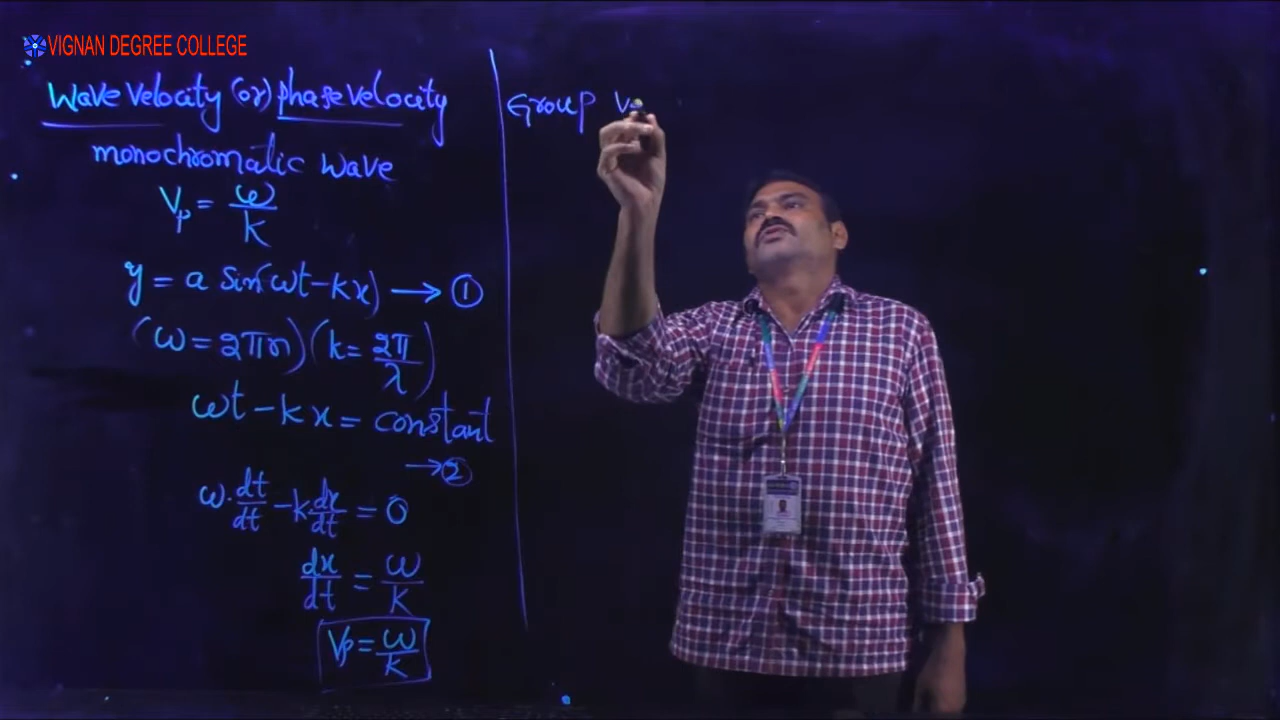 VIGNAN DEGREE COLLEGE
Wave velocity (or) phase velocity
monochromatic wave
Vp = ω/k
y = a sin(ωt - kx) → ①
(ω = 2πn) (k = 2π/λ)
ωt - kx = constant
→ ②
ω. dt/dt - k dx/dt = 0
dx/dt = ω/k
Vp = ω/k
Group ve